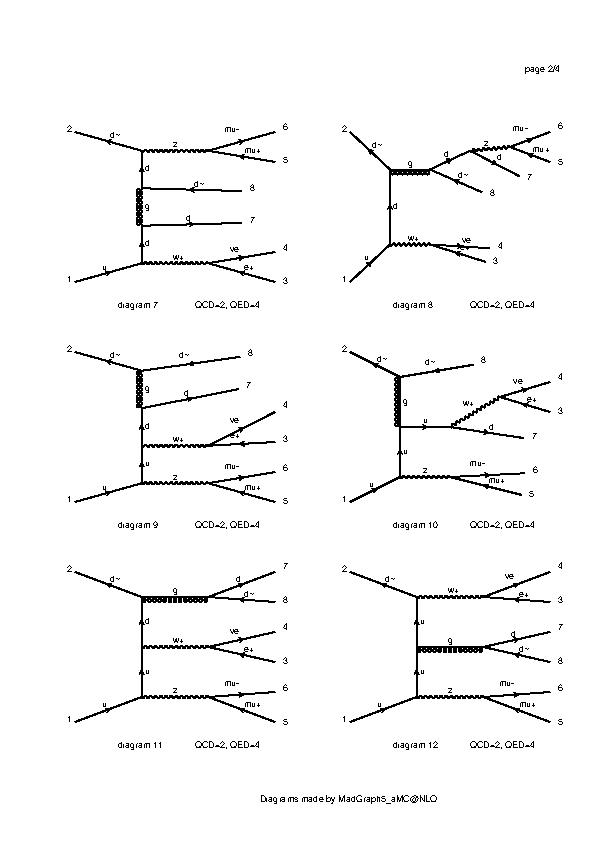 page 2/4
2 d~ z mu- 6
mu+ 5
d
d~ 8
g
d 7
d
w+ ve 4
1 u e+ 3
diagram 7 QCD=2, QED=4
2 d~ mu- 6
z mu+ 5
d d 7
g d~ 8
d
w+ ve 4
e+ 3
1 u
diagram 8 QCD=2, QED=4
2 d~ d~ 8
g
d 7
d ve 4
w+ e+ 3
u mu- 6
1 u z mu+ 5
diagram 9 QCD=2, QED=4
2 d~ d~ 8
ve 4
g w+ e+ 3
u d 7
u
z mu- 6
1 u mu+ 5
diagram 10 QCD=2, QED=4
2 d~ g d 7
d~ 8
d
w+ ve 4
e+ 3
u
z mu- 6
1 u mu+ 5
diagram 11 QCD=2, QED=4
2 d~ w+ ve 4
e+ 3
u
g d 7
d~ 8
u
z mu- 6
1 u mu+ 5
diagram 12 QCD=2, QED=4
Diagrams made by MadGraph5_aMC@NLO